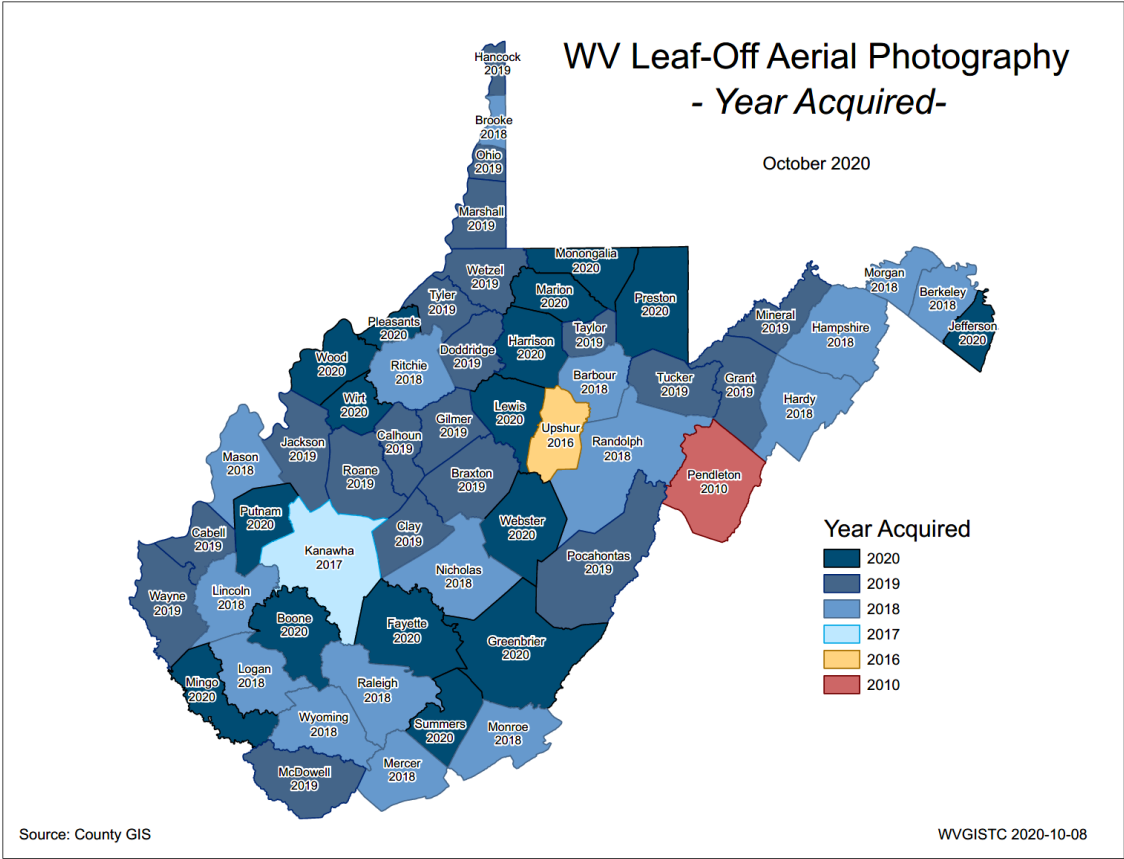 WV Leaf-Off Aerial Photography
- Year Acquired-
October 2020
Hancock
2019
Brooke
2018
Ohio
2019
Marshall
2019
Wetzel
2019
Monongalia
2020
Marion
2020
Preston
2020
Tyler
2019
Pleasants
2020
Taylor
2019
Harrison
2020
Doddridge
2019
Ritchie
2018
Wood
2020
Wirt
2020
Morgan
2018
Berkeley
2018
Jefferson
2020
Mineral
2019
Hampshire
2018
Barbour
2018
Tucker
2019
Grant
2019
Hardy
2018
Lewis
2020
Upshur
2016
Randolph
2018
Gilmer
2019
Calhoun
2019
Jackson
2019
Mason
2018
Roane
2019
Braxton
2019
Pendleton
2010
Putnam
2020
Cabell
2019
Kanawha
2017
Clay
2019
Webster
2020
Pocahontas
2019
Nicholas
2018
Wayne
2019
Lincoln
2018
Boone
2020
Fayette
2020
Greenbrier
2020
Mingo
2020
Logan
2018
Raleigh
2018
Wyoming
2018
Summers
2020
Monroe
2018
McDowell
2019
Mercer
2018
Year Acquired
2020
2019
2018
2017
2016
2010
Source: County GIS
WVGISTC 2020-10-08